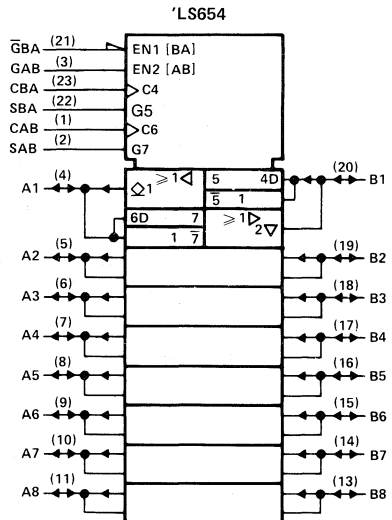 'LS654
G̅BA (21) EN1 [BA]
GAB (3) EN2 [AB]
CBA (23) C4
SBA (22) G5
CAB (1) C6
SAB (2) G7
A1 (4) ◇1 ≥1 ◁ 5 4D (20) B1
5̅ 1
6D 7 ≥1 ▷
1 7̅ 2▽
A2 (5) (19) B2
A3 (6) (18) B3
A4 (7) (17) B4
A5 (8) (16) B5
A6 (9) (15) B6
A7 (10) (14) B7
A8 (11) (13) B8